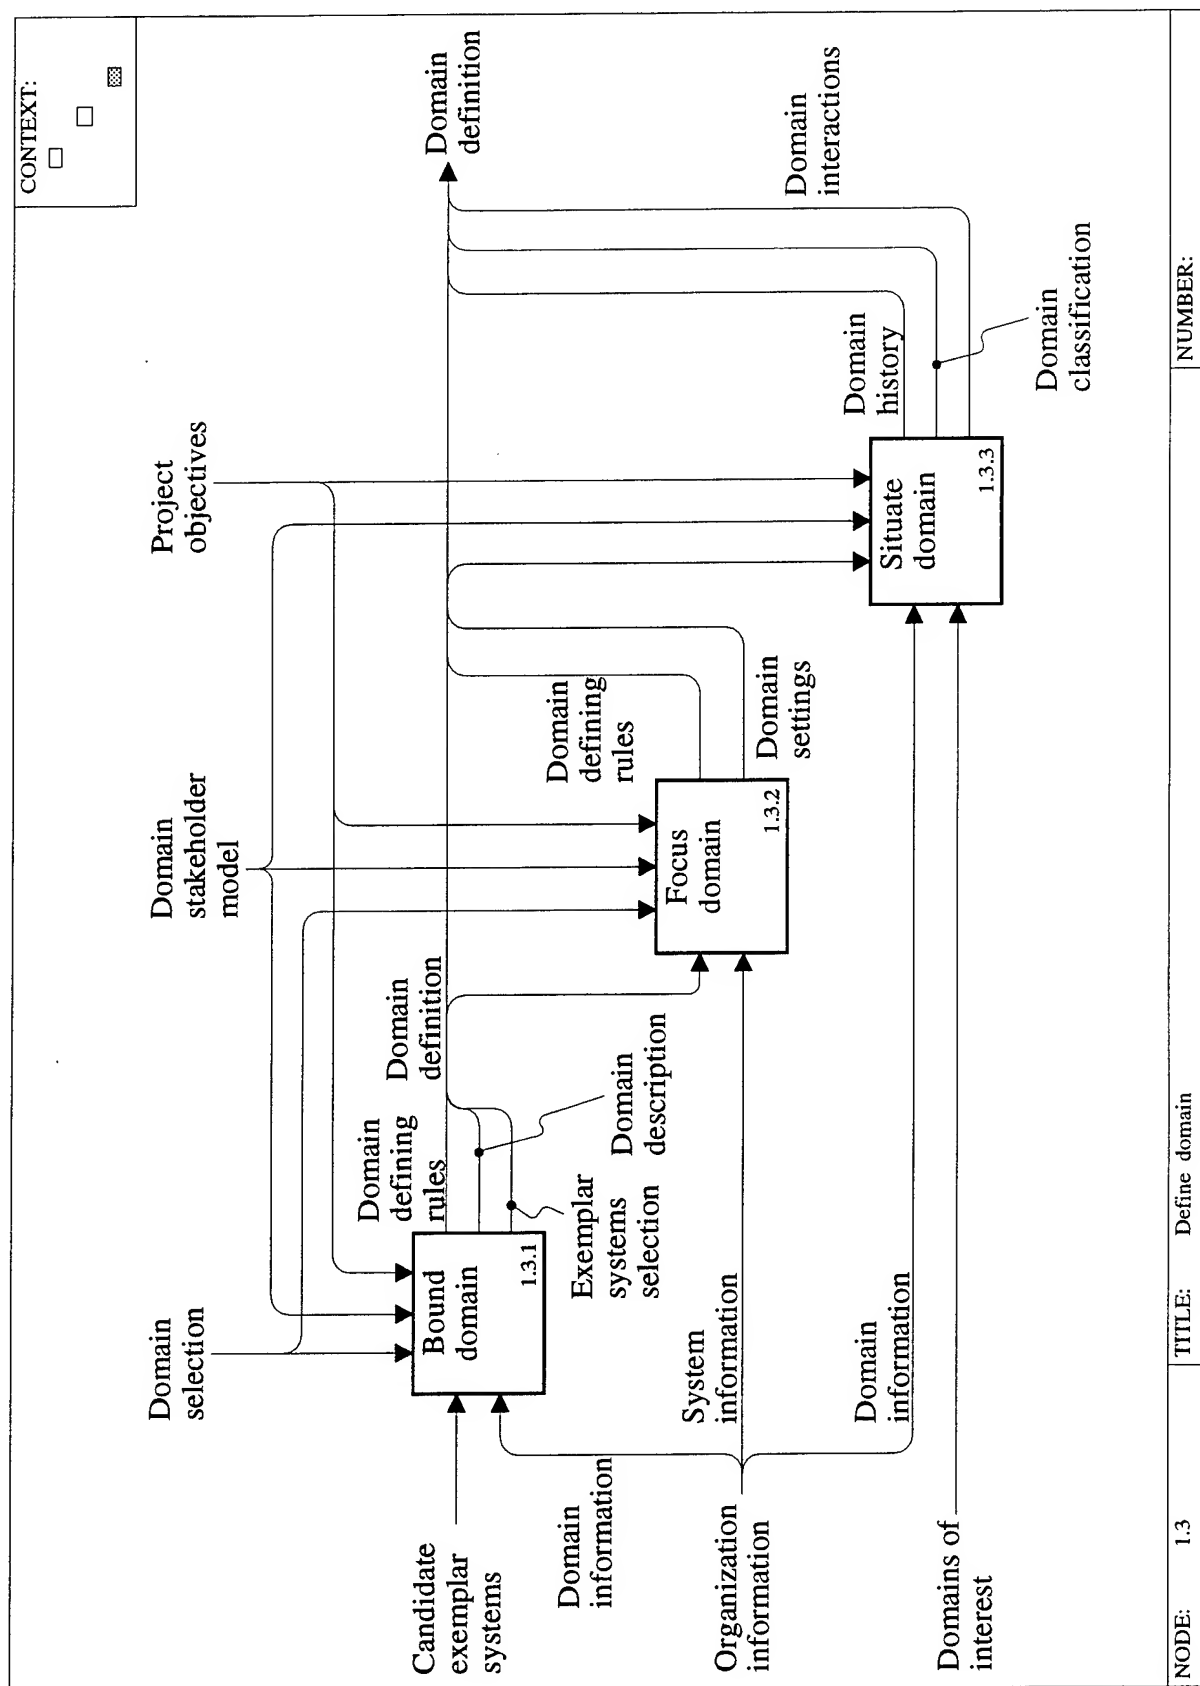 CONTEXT:
Project
objectives
Domain
stakeholder
model
Domain
selection
Domain
definition
Domain
interactions
Domain
history
Domain
classification
Situate
domain
1.3.3
Domain
defining
rules
Domain
settings
Focus
domain
1.3.2
Domain
definition
Domain
defining
rules
Domain
description
Exemplar
systems
selection
Bound
domain
1.3.1
Candidate
exemplar
systems
Domain
information
System
information
Organization
information
Domain
information
Domains of
interest
NODE: 1.3
TITLE: Define domain
NUMBER: